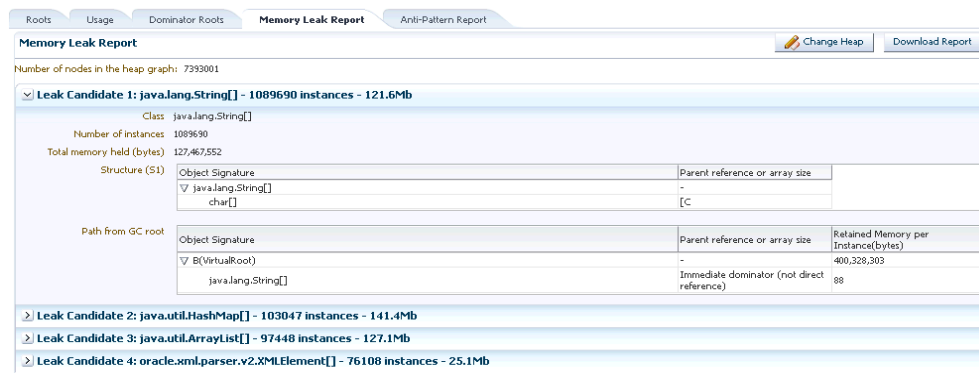 Roots Usage Dominator Roots Memory Leak Report Anti-Pattern Report
Memory Leak Report Change Heap Download Report
Number of nodes in the heap graph: 7393001
Leak Candidate 1: java.lang.String[] - 1089690 instances - 121.6Mb
Class java.lang.String[]
Number of instances 1089690
Total memory held (bytes) 127,467,552
Structure (S1) Object Signature Parent reference or array size
java.lang.String[] -
char[] [C
Path from GC root Object Signature Parent reference or array size Retained Memory per Instance(bytes)
B(VirtualRoot) - 400,328,303
java.lang.String[] Immediate dominator (not direct reference) 88
Leak Candidate 2: java.util.HashMap[] - 103047 instances - 141.4Mb
Leak Candidate 3: java.util.ArrayList[] - 97448 instances - 127.1Mb
Leak Candidate 4: oracle.xml.parser.v2.XMLElement[] - 76108 instances - 25.1Mb